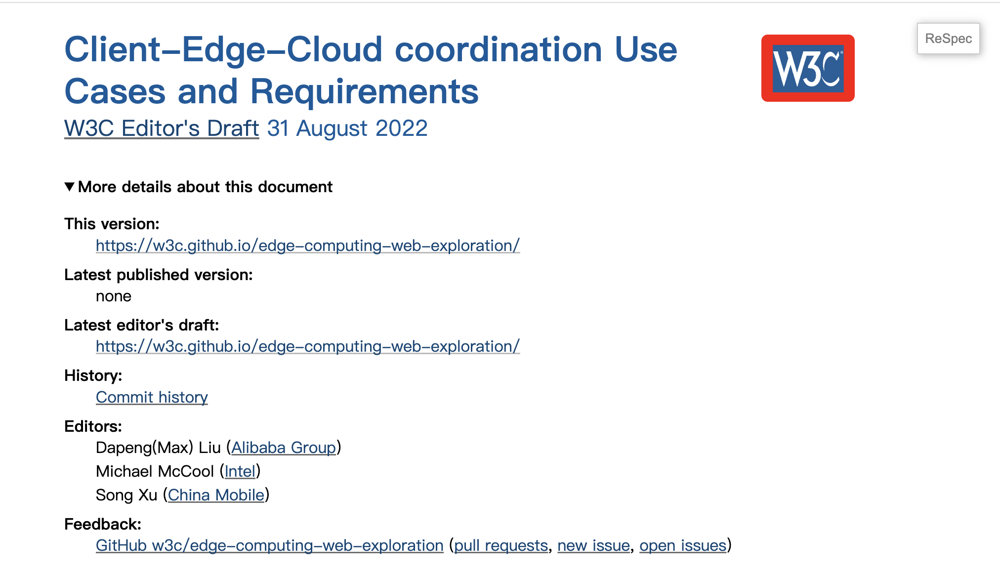 Client–Edge–Cloud coordination Use
Cases and Requirements
W3C®
ReSpec
W3C Editor's Draft 31 August 2022
▼ More details about this document
This version:
https://w3c.github.io/edge–computing–web–exploration/
Latest published version:
none
Latest editor's draft:
https://w3c.github.io/edge–computing–web–exploration/
History:
Commit history
Editors:
Dapeng(Max) Liu (Alibaba Group)
Michael McCool (Intel)
Song Xu (China Mobile)
Feedback:
GitHub w3c/edge–computing–web–exploration (pull requests, new issue, open issues)